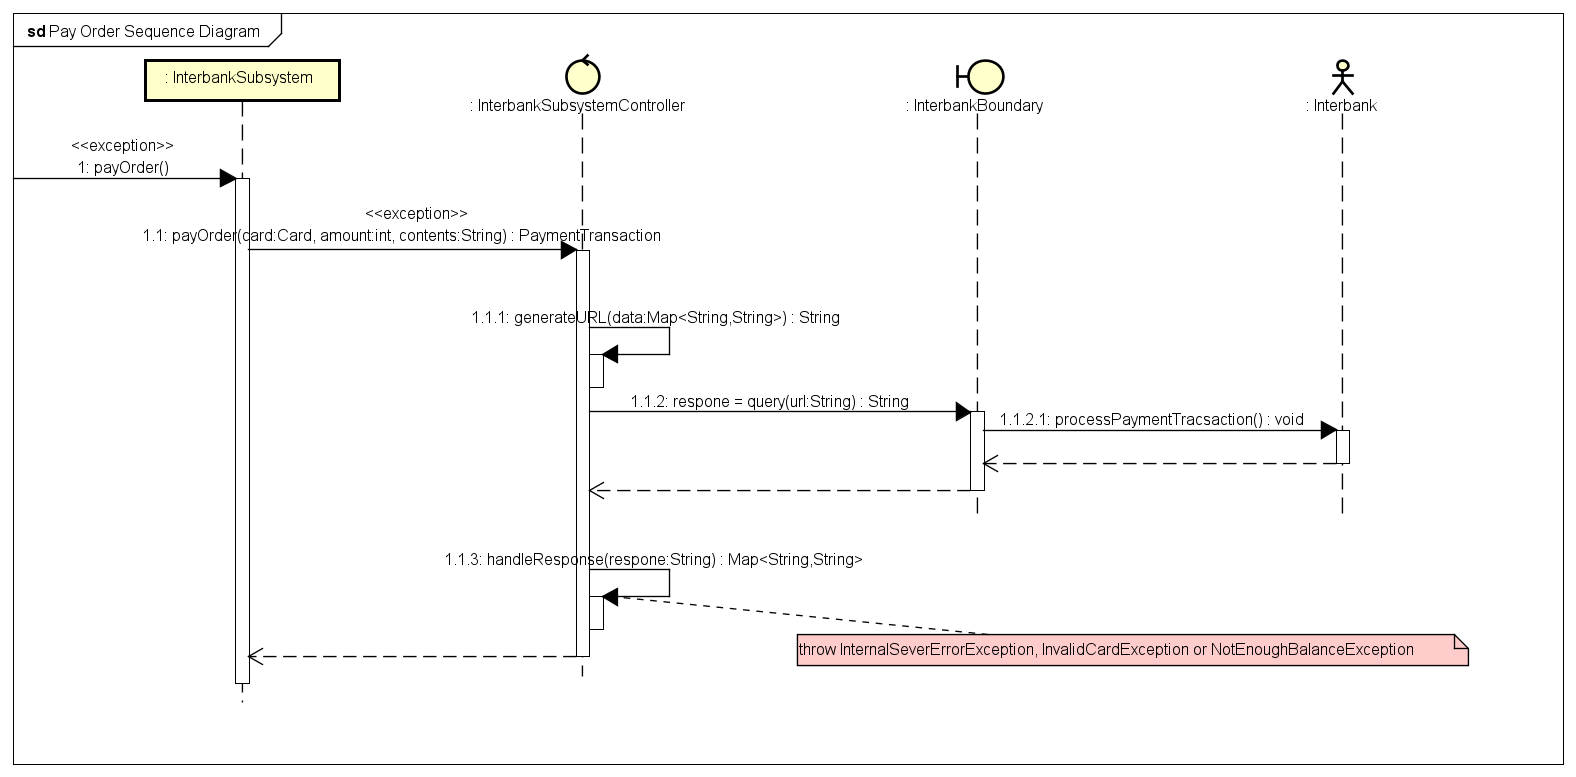 sd Pay Order Sequence Diagram
: InterbankSubsystem
: InterbankSubsystemController
: InterbankBoundary
: Interbank
<<exception>>
1: payOrder()
<<exception>>
1.1: payOrder(card:Card, amount:int, contents:String) : PaymentTransaction
1.1.1: generateURL(data:Map<String,String>) : String
1.1.2: respone = query(url:String) : String
1.1.2.1: processPaymentTracsaction() : void
1.1.3: handleResponse(respone:String) : Map<String,String>
throw InternalSeverErrorException, InvalidCardException or NotEnoughBalanceException